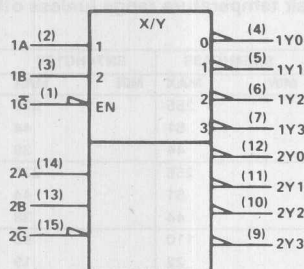 X/Y
1A (2) 1 0 (4) 1Y0
1B (3) 2 1 (5) 1Y1
1G̅ (1) EN 2 (6) 1Y2
3 (7) 1Y3
2A (14) (12) 2Y0
2B (13) (11) 2Y1
2G̅ (15) (10) 2Y2
(9) 2Y3